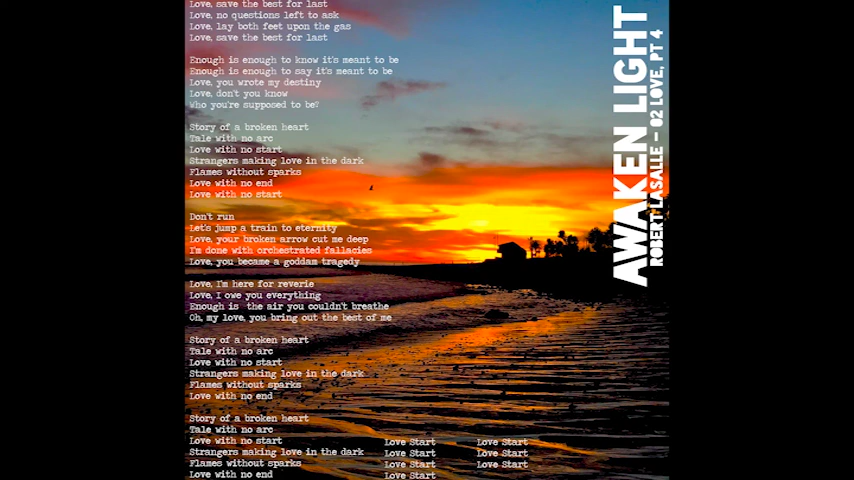 Love, save the best for last
Love, no questions left to ask
Love, lay both feet upon the gas
Love, save the best for last
Enough is enough to know it's meant to be
Enough is enough to say it's meant to be
Love, you wrote my destiny
Love, don't you know
Who you're supposed to be?
Story of a broken heart
Tale with no arc
Love with no start
Strangers making love in the dark
Flames without sparks
Love with no end
Love with no start
Don't run
Let's jump a train to eternity
Love, your broken arrow cut me deep
I'm done with orchestrated fallacies
Love, you became a goddam tragedy
Love, I'm here for reverie
Love, I owe you everything
Enough is the air you couldn't breathe
Oh, my love, you bring out the best of me
Story of a broken heart
Tale with no arc
Love with no start
Strangers making love in the dark
Flames without sparks
Love with no end
Story of a broken heart
Tale with no arc
Love with no start
Strangers making love in the dark
Flames without sparks
Love with no end
Love Start
Love Start
Love Start
Love Start
Love Start
Love Start
Love Start
AWAKEN LIGHT
ROBERT LASALLE – 02 LOVE, PT 4